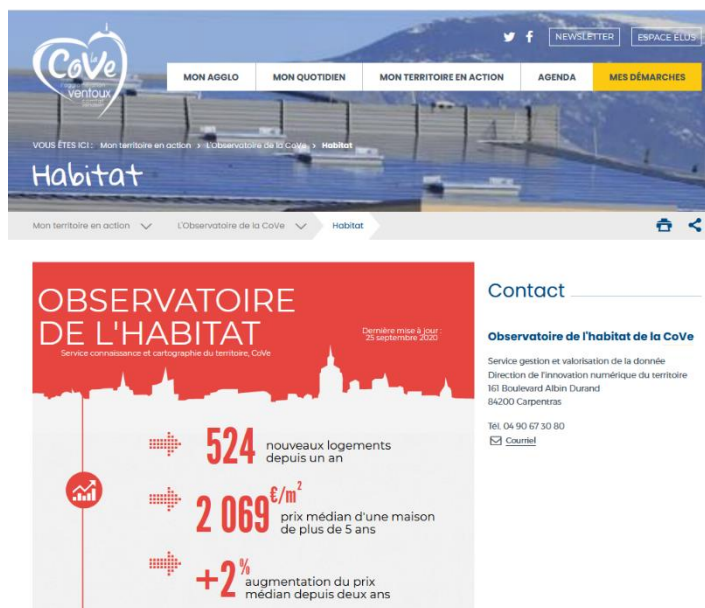 NEWSLETTER
ESPACE ÉLUS
La
CoVe
ventoux
MON AGGLO
MON QUOTIDIEN
MON TERRITOIRE EN ACTION
AGENDA
MES DÉMARCHES
VOUS ÊTES ICI : Mon territoire en action > L'Observatoire de la CoVe > Habitat
Habitat
Mon territoire en action
L'Observatoire de la CoVe
Habitat
OBSERVATOIRE
DE L'HABITAT
Service connaissance et cartographie du territoire, CoVe
Dernière mise à jour :
25 septembre 2020
524 nouveaux logements
depuis un an
2 069 €/m²
prix médian d'une maison
de plus de 5 ans
+2%
augmentation du prix
médian depuis deux ans
Contact
Observatoire de l'habitat de la CoVe
Service gestion et valorisation de la donnée
Direction de l'innovation numérique du territoire
161 Boulevard Albin Durand
84200 Carpentras
Tél. 04 90 67 30 80
Courriel